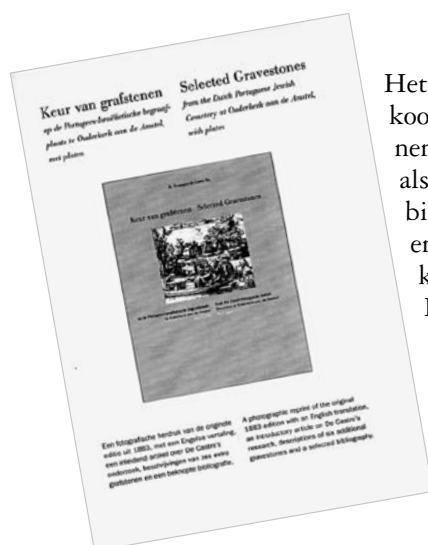 Keur van grafstenen
op de Portugees-Israëlietische begraaf-
plaats te Ouderkerk aan de Amstel,
met platen
Selected Gravestones
from the Dutch Portuguese Jewish
Cemetery at Ouderkerk aan de Amstel,
with plates
Keur van grafstenen Selected Gravestones
Een fotografische herdruk van de originele
editie uit 1883, met een Engelse vertaling,
een inleidend artikel over De Castro's
onderzoek, beschrijvingen van zes extra
grafstenen en een beknopte bibliografie.
A photographic reprint of the original
1883 edition with an English translation,
an introductory article on De Castro's
research, descriptions of six additional
gravestones and a selected bibliography.
Het
koo
nen
als
bi
er
k